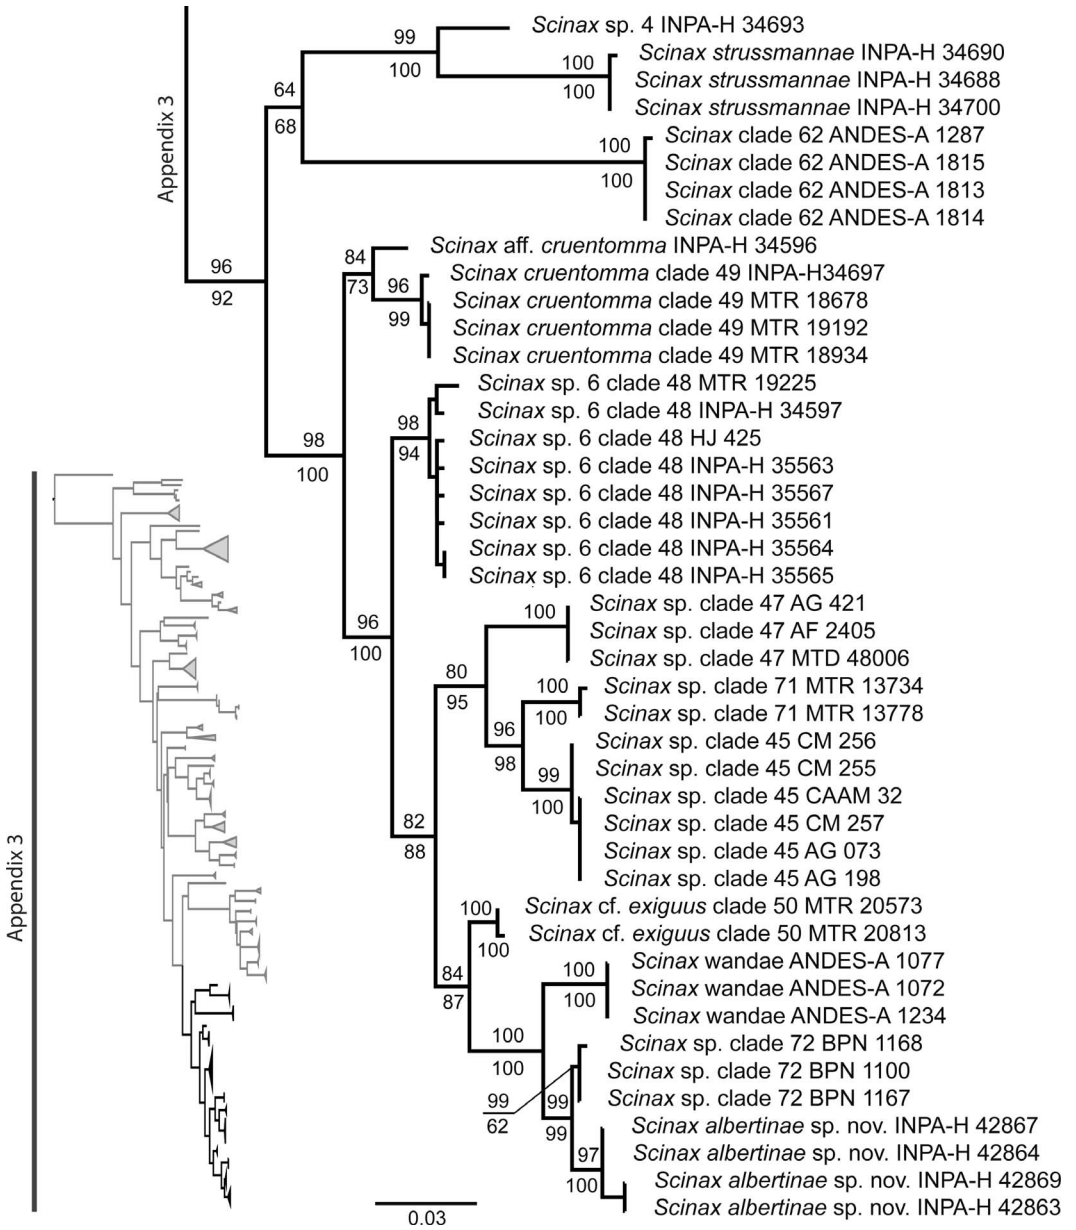 Scinax sp. 4 INPA-H 34693
99
100
Scinax strussmannae INPA-H 34690
100
Scinax strussmannae INPA-H 34688
100
Scinax strussmannae INPA-H 34700
64
68
Appendix 3
Scinax clade 62 ANDES-A 1287
100
Scinax clade 62 ANDES-A 1815
100
Scinax clade 62 ANDES-A 1813
Scinax clade 62 ANDES-A 1814
96
92
Scinax aff. cruentomma INPA-H 34596
84
73
Scinax cruentomma clade 49 INPA-H34697
96
99
Scinax cruentomma clade 49 MTR 18678
Scinax cruentomma clade 49 MTR 19192
Scinax cruentomma clade 49 MTR 18934
98
100
Scinax sp. 6 clade 48 MTR 19225
Scinax sp. 6 clade 48 INPA-H 34597
98
94
Scinax sp. 6 clade 48 HJ 425
Scinax sp. 6 clade 48 INPA-H 35563
Scinax sp. 6 clade 48 INPA-H 35567
Scinax sp. 6 clade 48 INPA-H 35561
Scinax sp. 6 clade 48 INPA-H 35564
Scinax sp. 6 clade 48 INPA-H 35565
96
100
Scinax sp. clade 47 AG 421
100
Scinax sp. clade 47 AF 2405
Scinax sp. clade 47 MTD 48006
80
95
100
Scinax sp. clade 71 MTR 13734
100
Scinax sp. clade 71 MTR 13778
96
98
Scinax sp. clade 45 CM 256
Scinax sp. clade 45 CM 255
99
100
Scinax sp. clade 45 CAAM 32
Scinax sp. clade 45 CM 257
Scinax sp. clade 45 AG 073
Scinax sp. clade 45 AG 198
82
88
Appendix 3
100
Scinax cf. exiguus clade 50 MTR 20573
100
Scinax cf. exiguus clade 50 MTR 20813
84
87
Scinax wandae ANDES-A 1077
100
Scinax wandae ANDES-A 1072
100
Scinax wandae ANDES-A 1234
100
100
Scinax sp. clade 72 BPN 1168
Scinax sp. clade 72 BPN 1100
Scinax sp. clade 72 BPN 1167
99
62
99
99
Scinax albertinae sp. nov. INPA-H 42867
97
100
Scinax albertinae sp. nov. INPA-H 42864
Scinax albertinae sp. nov. INPA-H 42869
Scinax albertinae sp. nov. INPA-H 42863
0.03